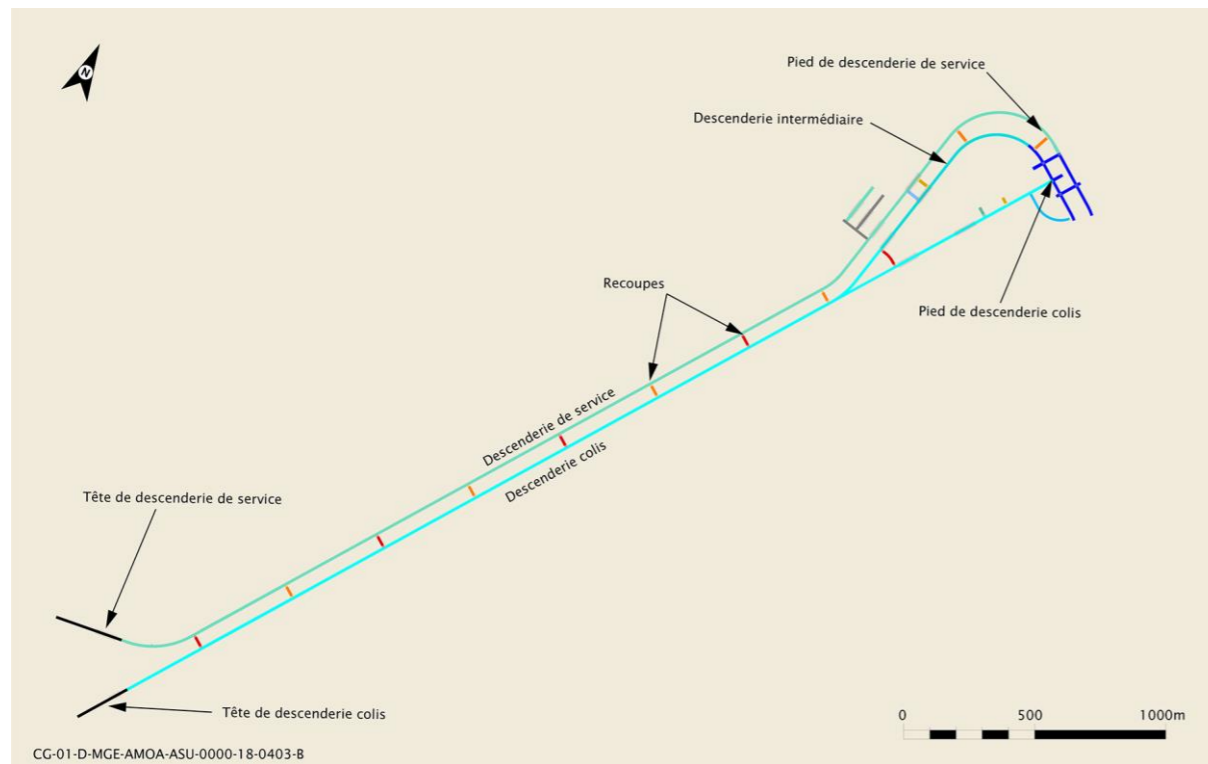 N
Pied de descenderie de service
Descenderie intermédiaire
Recoupes
Pied de descenderie colis
Descenderie de service
Descenderie colis
Tête de descenderie de service
Tête de descenderie colis
0 500 1000m
CG-01-D-MGE-AMOA-ASU-0000-18-0403-B